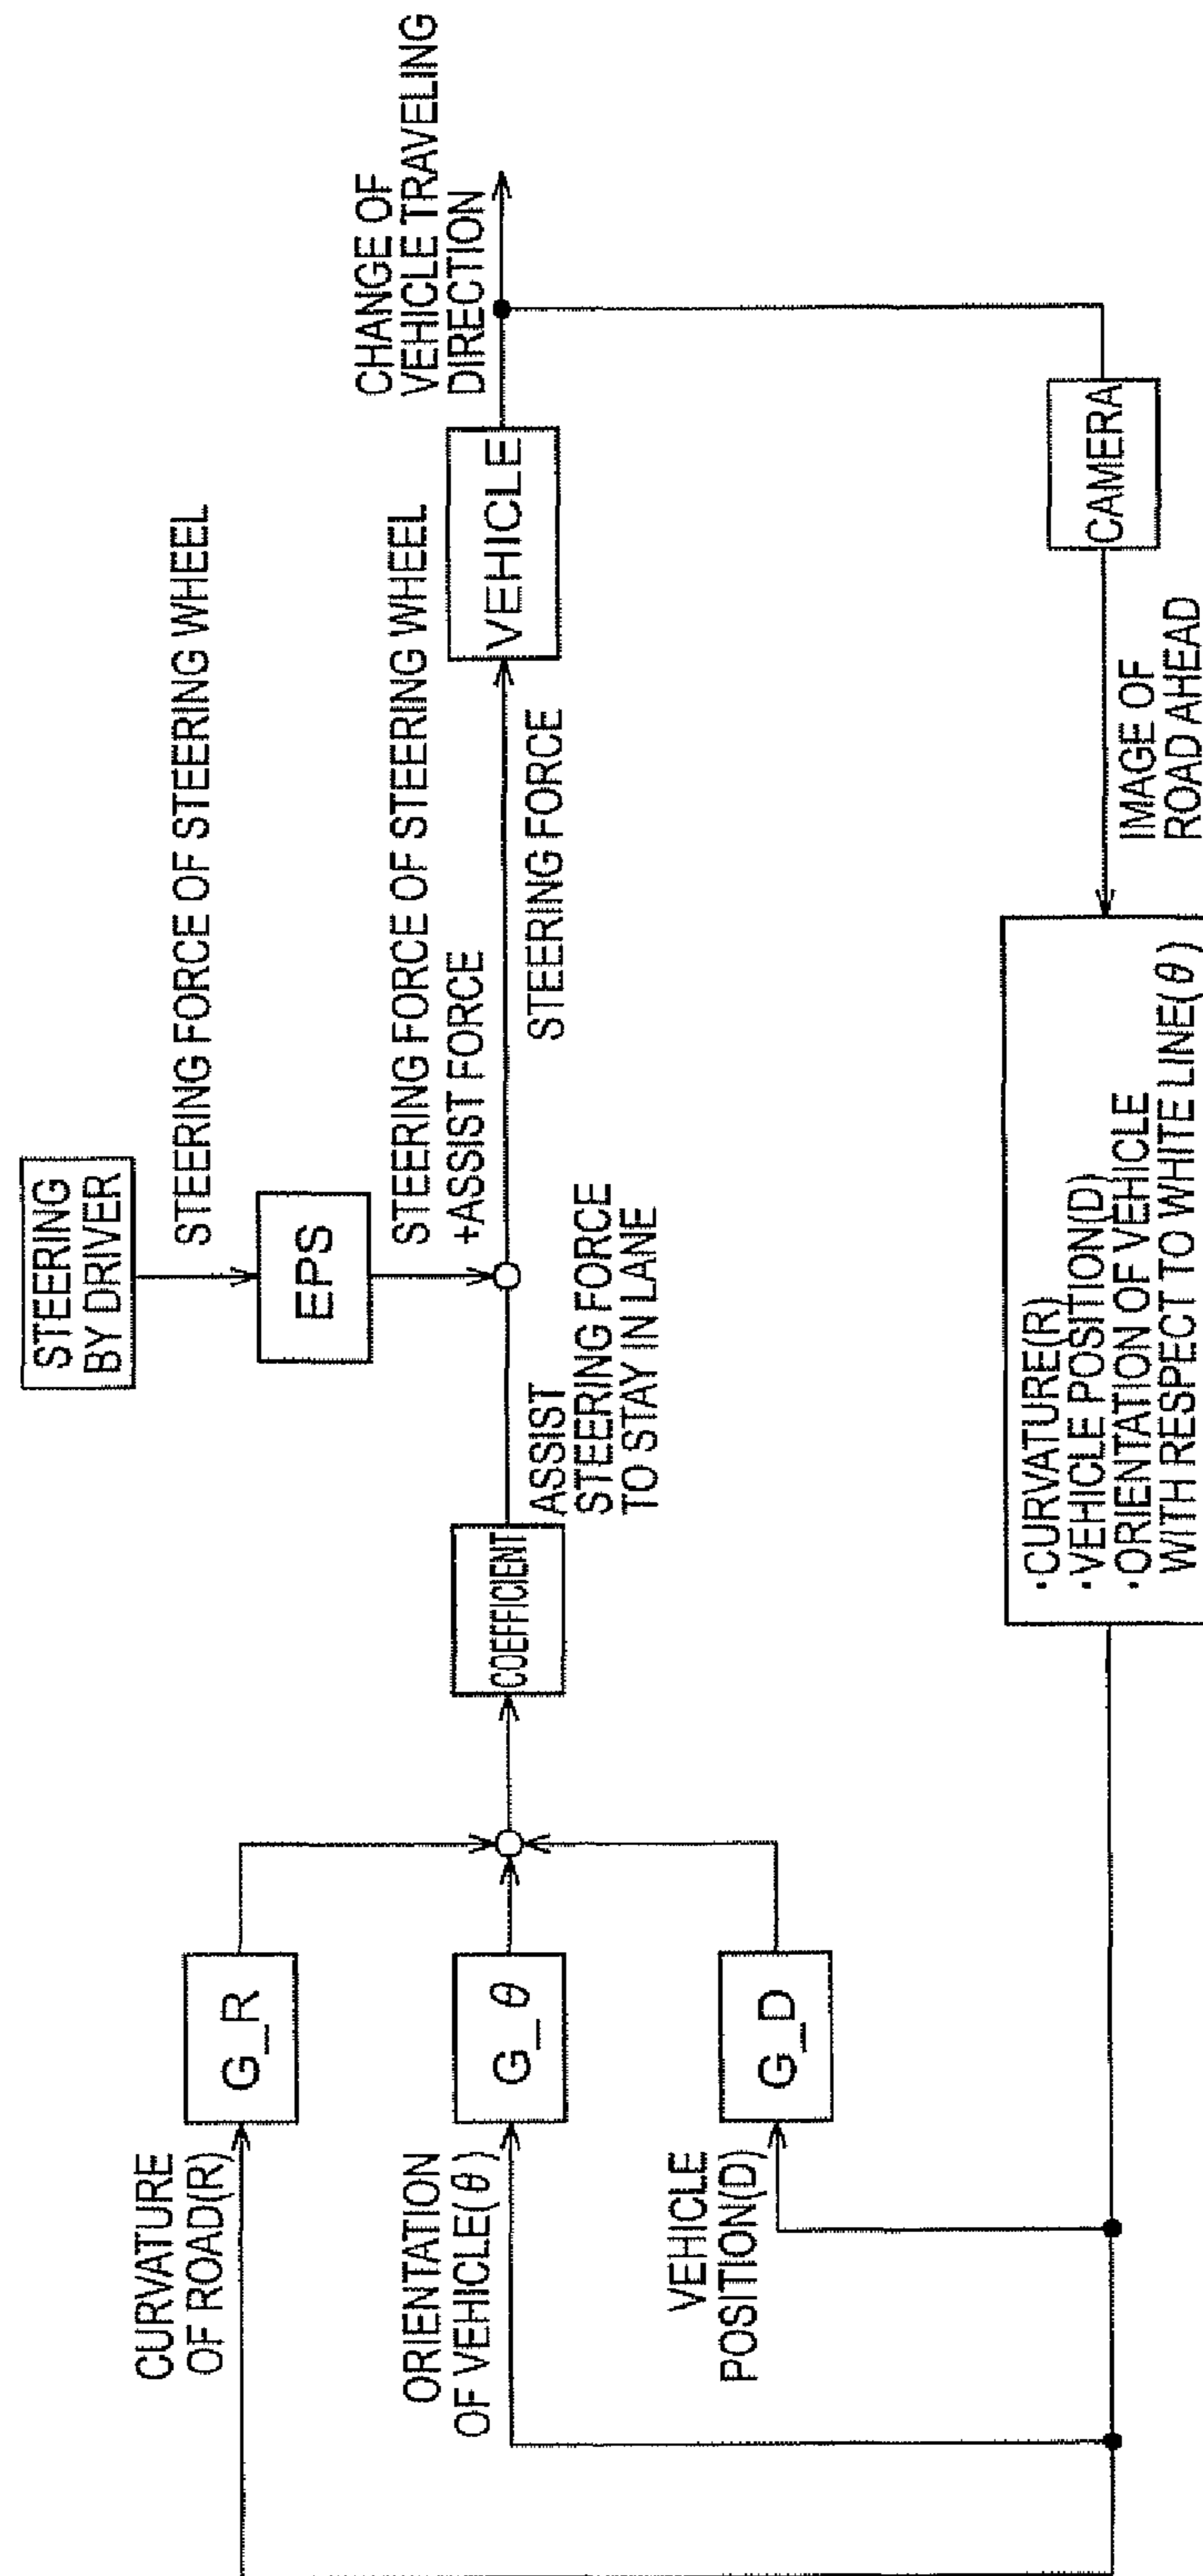 STEERING
BY DRIVER
STEERING FORCE OF STEERING WHEEL
EPS
STEERING FORCE OF STEERING WHEEL
+ASSIST FORCE
CURVATURE
OF ROAD(R)
G_R
ORIENTATION
OF VEHICLE(θ)
G_θ
VEHICLE
POSITION(D)
G_D
COEFFICIENT
ASSIST
STEERING FORCE
TO STAY IN LANE
STEERING FORCE
VEHICLE
CHANGE OF
VEHICLE TRAVELING
DIRECTION
CAMERA
IMAGE OF
ROAD AHEAD
・CURVATURE(R)
・VEHICLE POSITION(D)
・ORIENTATION OF VEHICLE
WITH RESPECT TO WHITE LINE(θ)